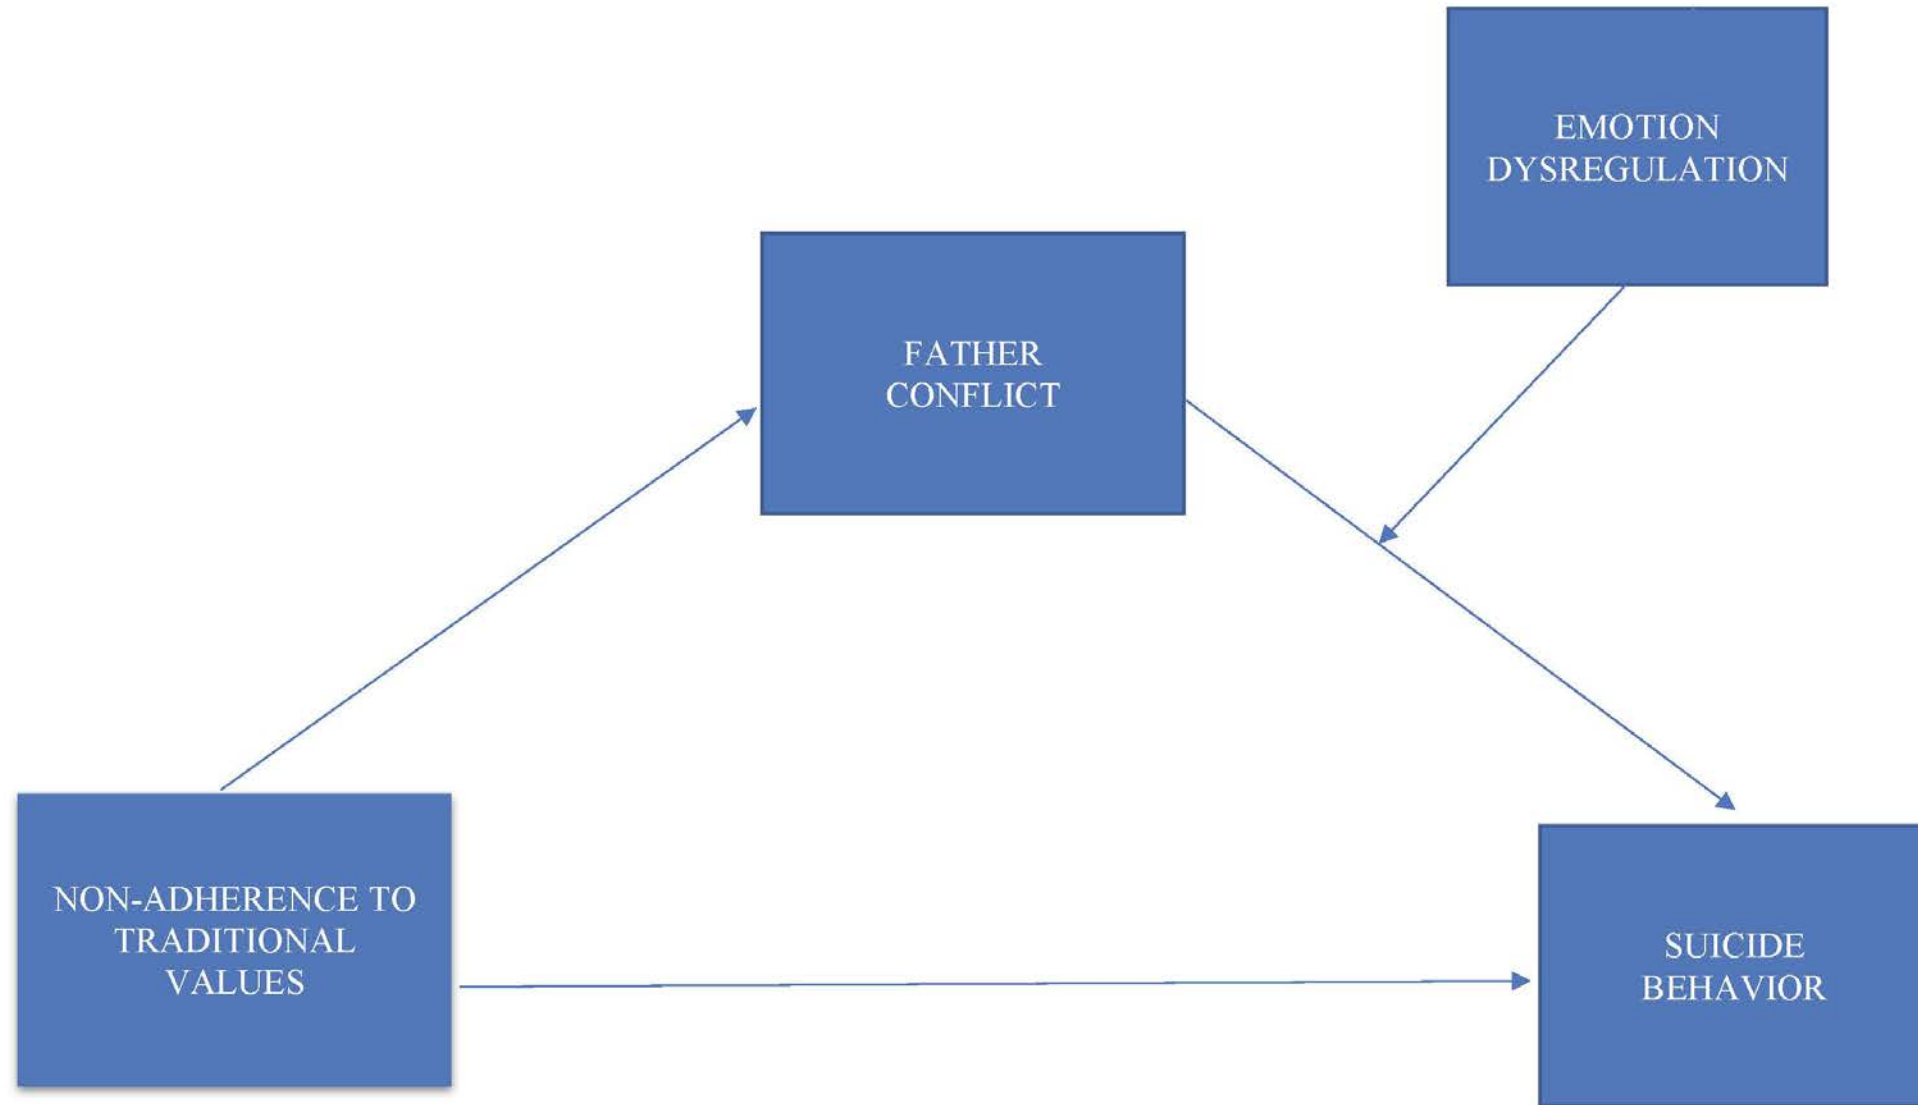 EMOTION
DYSREGULATION
FATHER
CONFLICT
NON-ADHERENCE TO
TRADITIONAL
VALUES
SUICIDE
BEHAVIOR